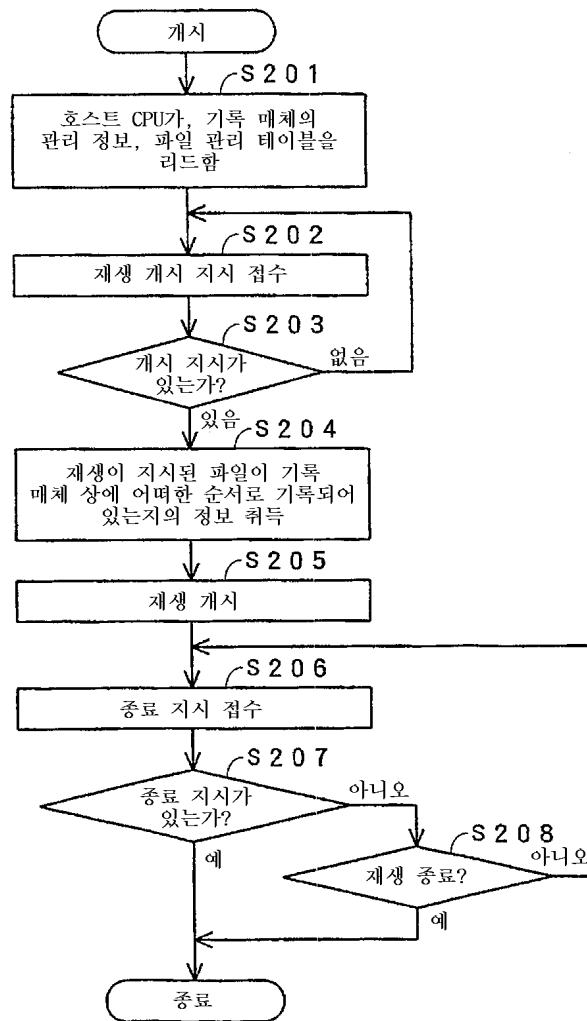 개시
S201
호스트 CPU가, 기록 매체의
관리 정보, 파일 관리 테이블을
리드함
S202
재생 개시 지시 접수
S203
개시 지시가
있는가?
없음
있음
S204
재생이 지시된 파일이 기록
매체 상에 어떠한 순서로 기록되어
있는지의 정보 취득
S205
재생 개시
S206
종료 지시 접수
S207
종료 지시가
있는가?
아니오
예
S208
재생 종료?
아니오
예
종료